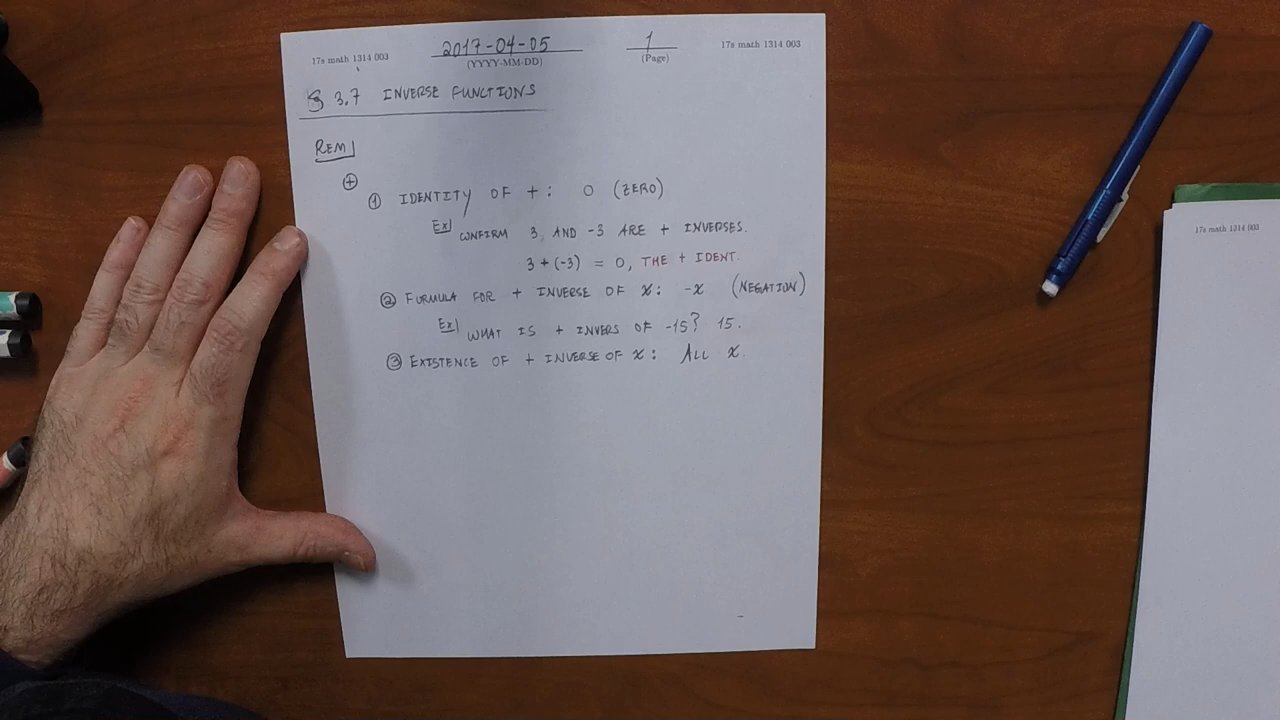 17s math 1314 003 2017-04-05 1 17s math 1314 003
(YYYY-MM-DD) (Page)
§ 3.7 INVERSE FUNCTIONS
REM
⊕
① IDENTITY OF +: 0 (ZERO)
EX CONFIRM 3 AND -3 ARE + INVERSES.
3 + (-3) = 0, THE + IDENT.
② FORMULA FOR + INVERSE OF x: -x (NEGATION)
EX WHAT IS + INVERS OF -15? 15.
③ EXISTENCE OF + INVERSE OF x: ALL x.
17s math 1314 003